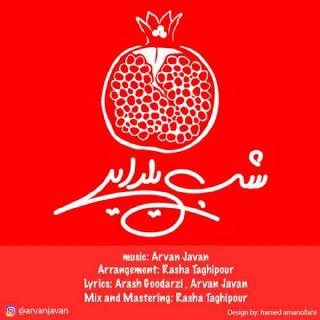 شب یلدایی
music: Arvan Javan
Arrangement: Rasha Taghipour
Lyrics: Arash Goodarzi , Arvan Javan
Mix and Mastering: Rasha Taghipour
@arvanjavan
Design by: hamed amanollahi